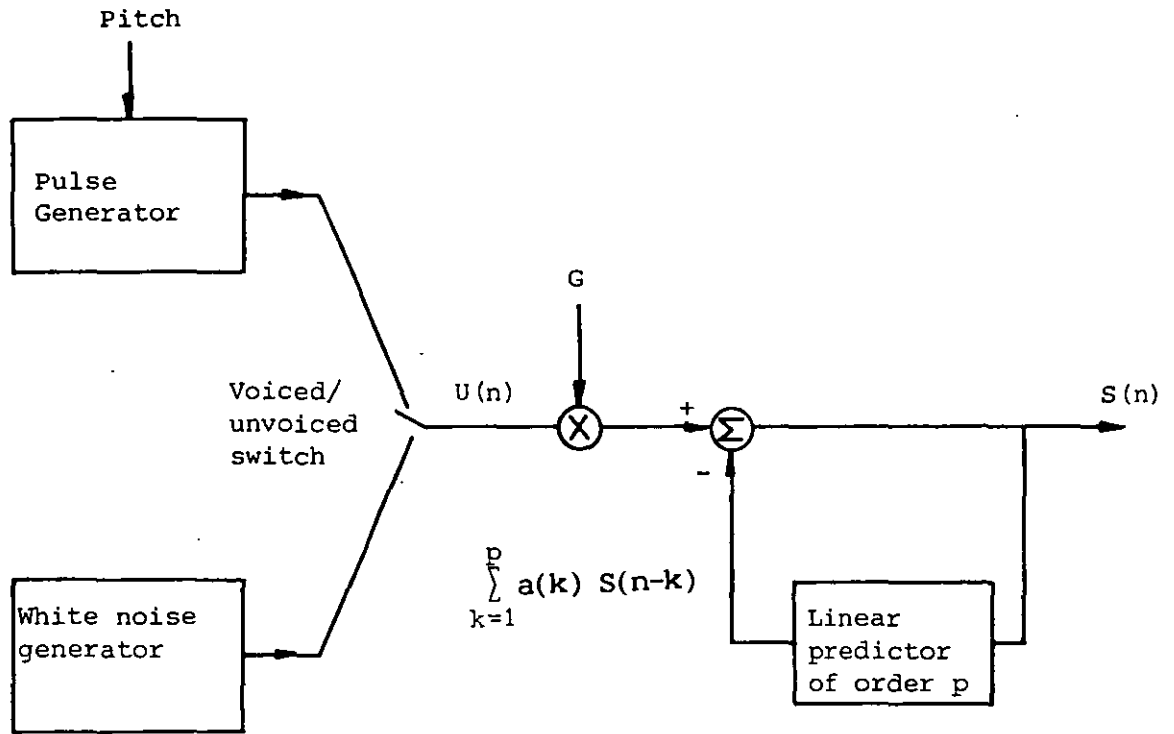 Pitch
Pulse
Generator
G
Voiced/
unvoiced
switch
U(n)
X
+
Σ
-
S(n)
p
∑ a(k) S(n-k)
k=1
White noise
generator
Linear
predictor
of order p